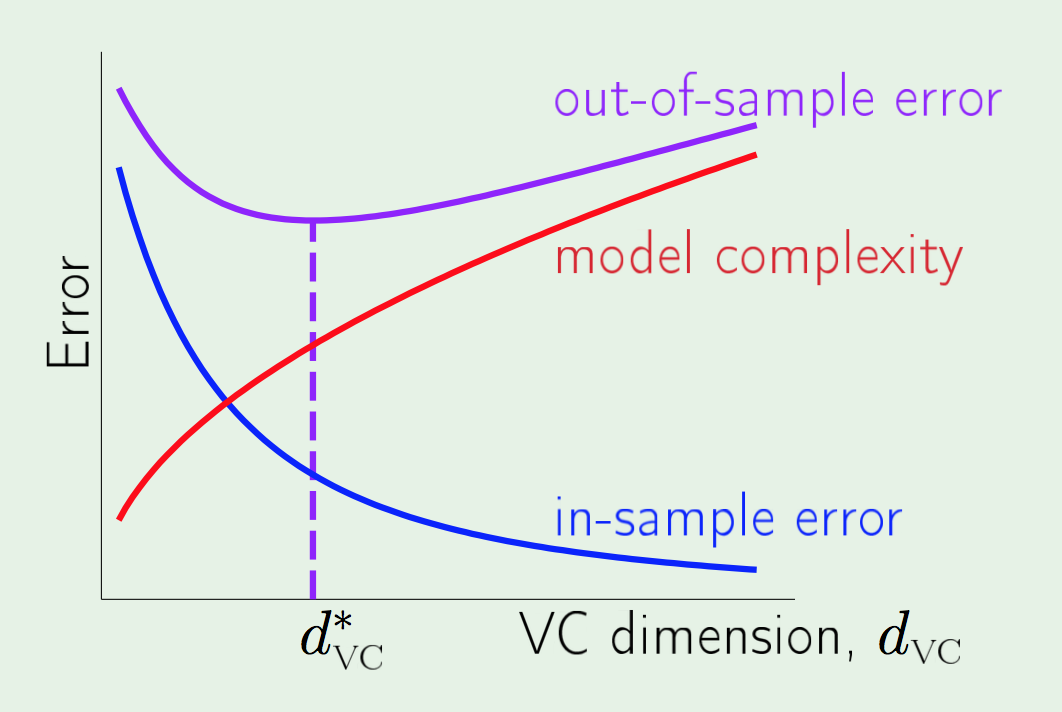 out-of-sample error
model complexity
Error
in-sample error
d*VC
VC dimension, dVC